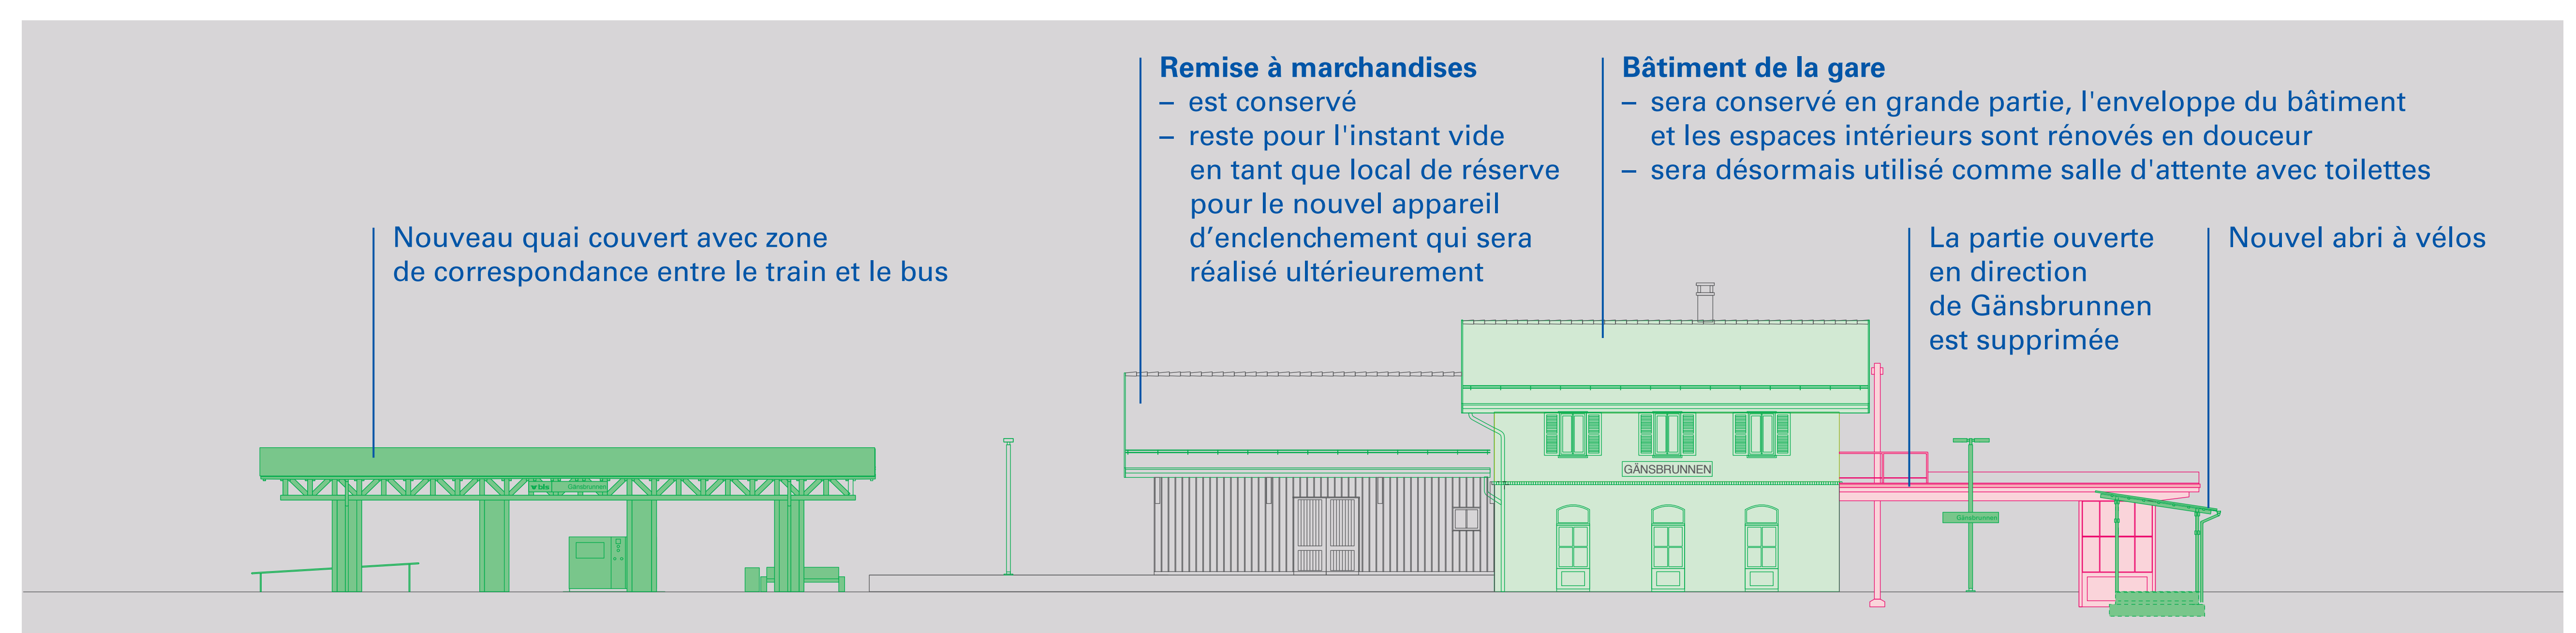 Remise à marchandises
– est conservé
– reste pour l'instant vide
en tant que local de réserve
pour le nouvel appareil
d’enclenchement qui sera
réalisé ultérieurement
Bâtiment de la gare
– sera conservé en grande partie, l'enveloppe du bâtiment
et les espaces intérieurs sont rénovés en douceur
– sera désormais utilisé comme salle d'attente avec toilettes
Nouveau quai couvert avec zone
de correspondance entre le train et le bus
La partie ouverte
en direction
de Gänsbrunnen
est supprimée
Nouvel abri à vélos
GÄNSBRUNNEN
bls Gänsbrunnen
Gänsbrunnen